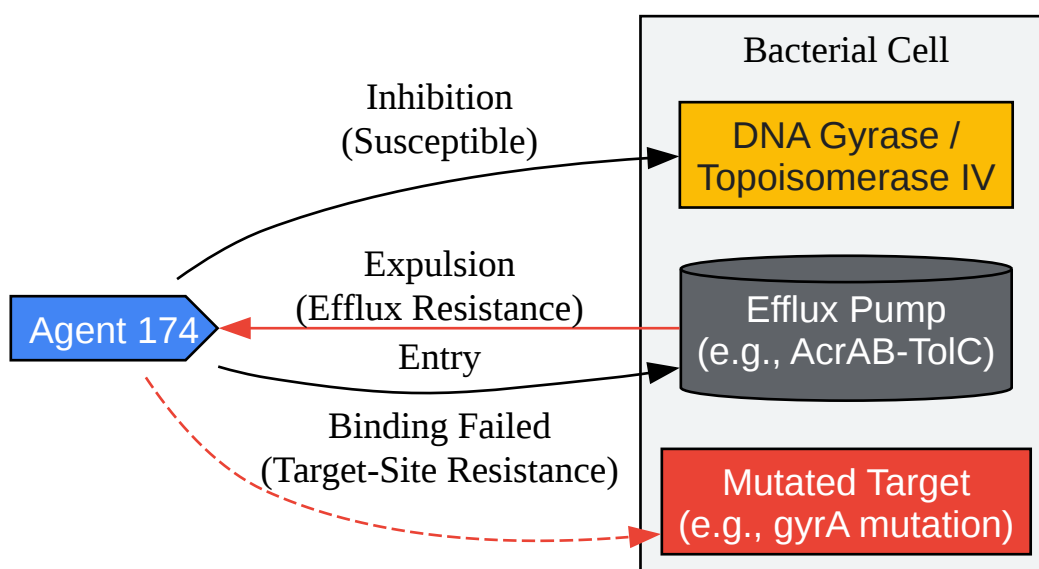 Bacterial Cell
Inhibition
(Susceptible)
DNA Gyrase /
Topoisomerase IV
Expulsion
(Efflux Resistance)
Efflux Pump
(e.g., AcrAB-TolC)
Agent 174
Entry
Binding Failed
(Target-Site Resistance)
Mutated Target
(e.g., gyrA mutation)